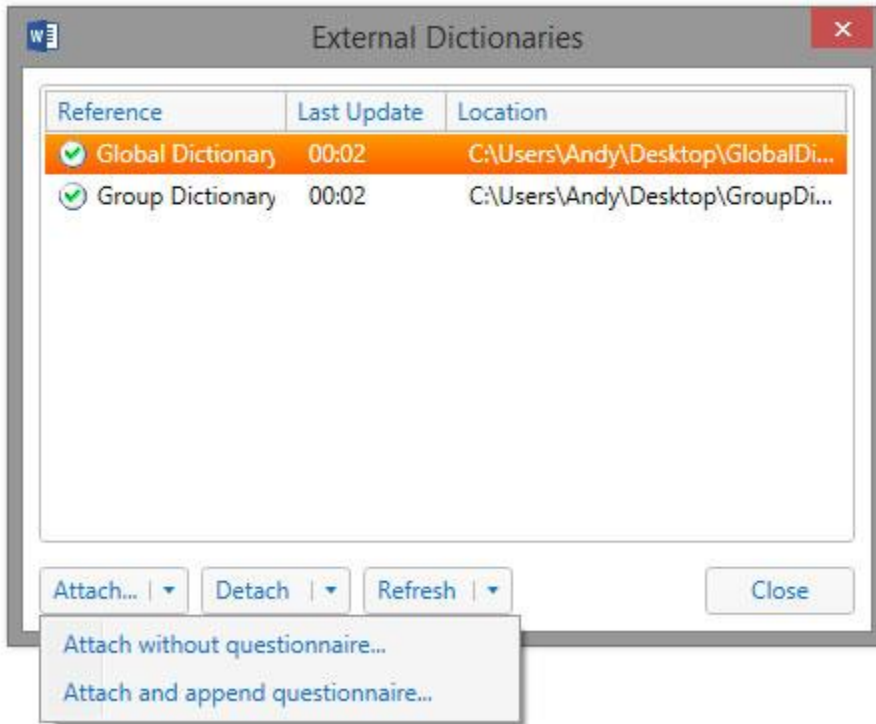 External Dictionaries
Reference Last Update Location
Global Dictionary 00:02 C:\Users\Andy\Desktop\GlobalDi...
Group Dictionary 00:02 C:\Users\Andy\Desktop\GroupDi...
Attach... Detach Refresh Close
Attach without questionnaire...
Attach and append questionnaire...